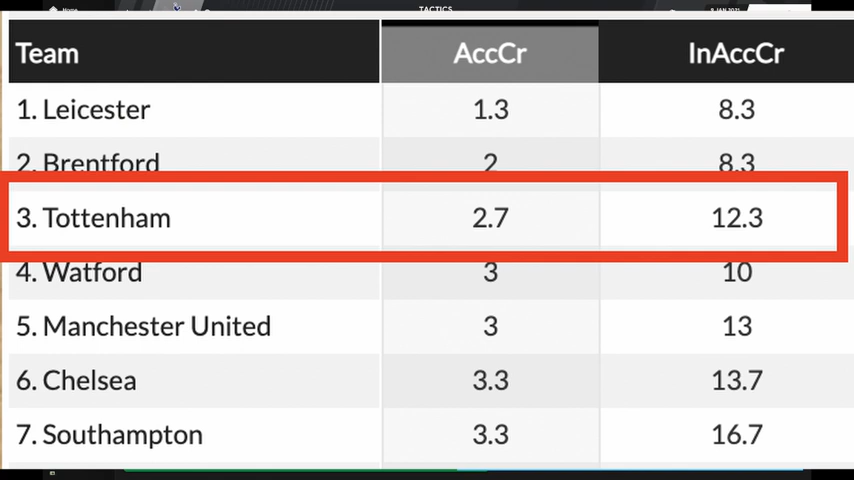 Home
TACTICS
Team AccCr InAccCr
1. Leicester 1.3 8.3
2. Brentford 2 8.3
3. Tottenham 2.7 12.3
4. Watford 3 10
5. Manchester United 3 13
6. Chelsea 3.3 13.7
7. Southampton 3.3 16.7